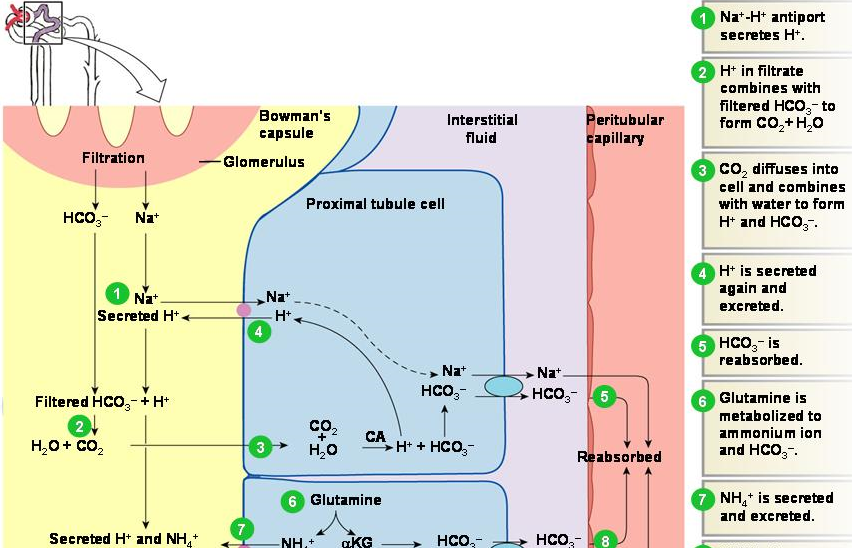 Bowman's
capsule
Interstitial
fluid
Peritubular
capillary
Filtration
Glomerulus
Proximal tubule cell
HCO₃⁻
Na⁺
1
Na⁺
Secreted H⁺
Na⁺
H⁺
4
Na⁺
HCO₃⁻
Na⁺
HCO₃⁻
5
Filtered HCO₃⁻ + H⁺
2
H₂O + CO₂
3
CO₂
+
H₂O
CA
H⁺ + HCO₃⁻
Reabsorbed
6 Glutamine
7
Secreted H⁺ and NH₄⁺
NH₄⁺
αKG
HCO₃⁻
HCO₃⁻
8
1 Na⁺-H⁺ antiport
secretes H⁺.
2 H⁺ in filtrate
combines with
filtered HCO₃⁻ to
form CO₂+ H₂O
3 CO₂ diffuses into
cell and combines
with water to form
H⁺ and HCO₃⁻.
4 H⁺ is secreted
again and
excreted.
5 HCO₃⁻ is
reabsorbed.
6 Glutamine is
metabolized to
ammonium ion
and HCO₃⁻.
7 NH₄⁺ is secreted
and excreted.